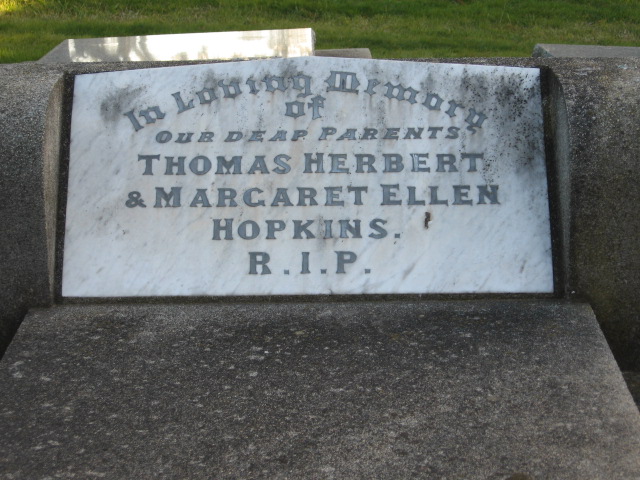 In Loving Memory
of
OUR DEAR PARENTS
THOMAS HERBERT
& MARGARET ELLEN
HOPKINS.
R.I.P.